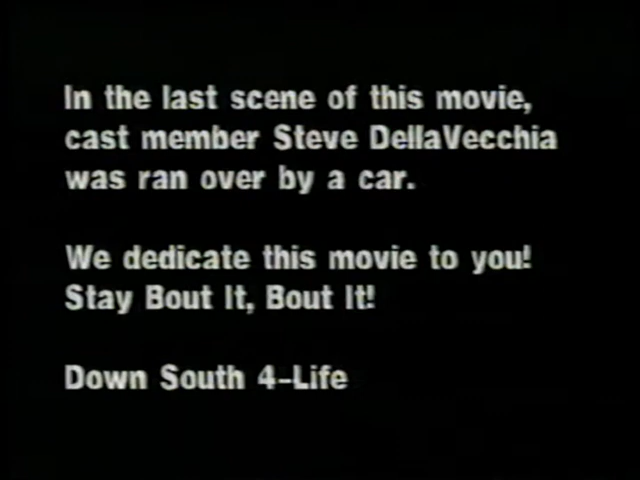 In the last scene of this movie,
cast member Steve DellaVecchia
was ran over by a car.
We dedicate this movie to you!
Stay Bout It, Bout It!
Down South 4-Life